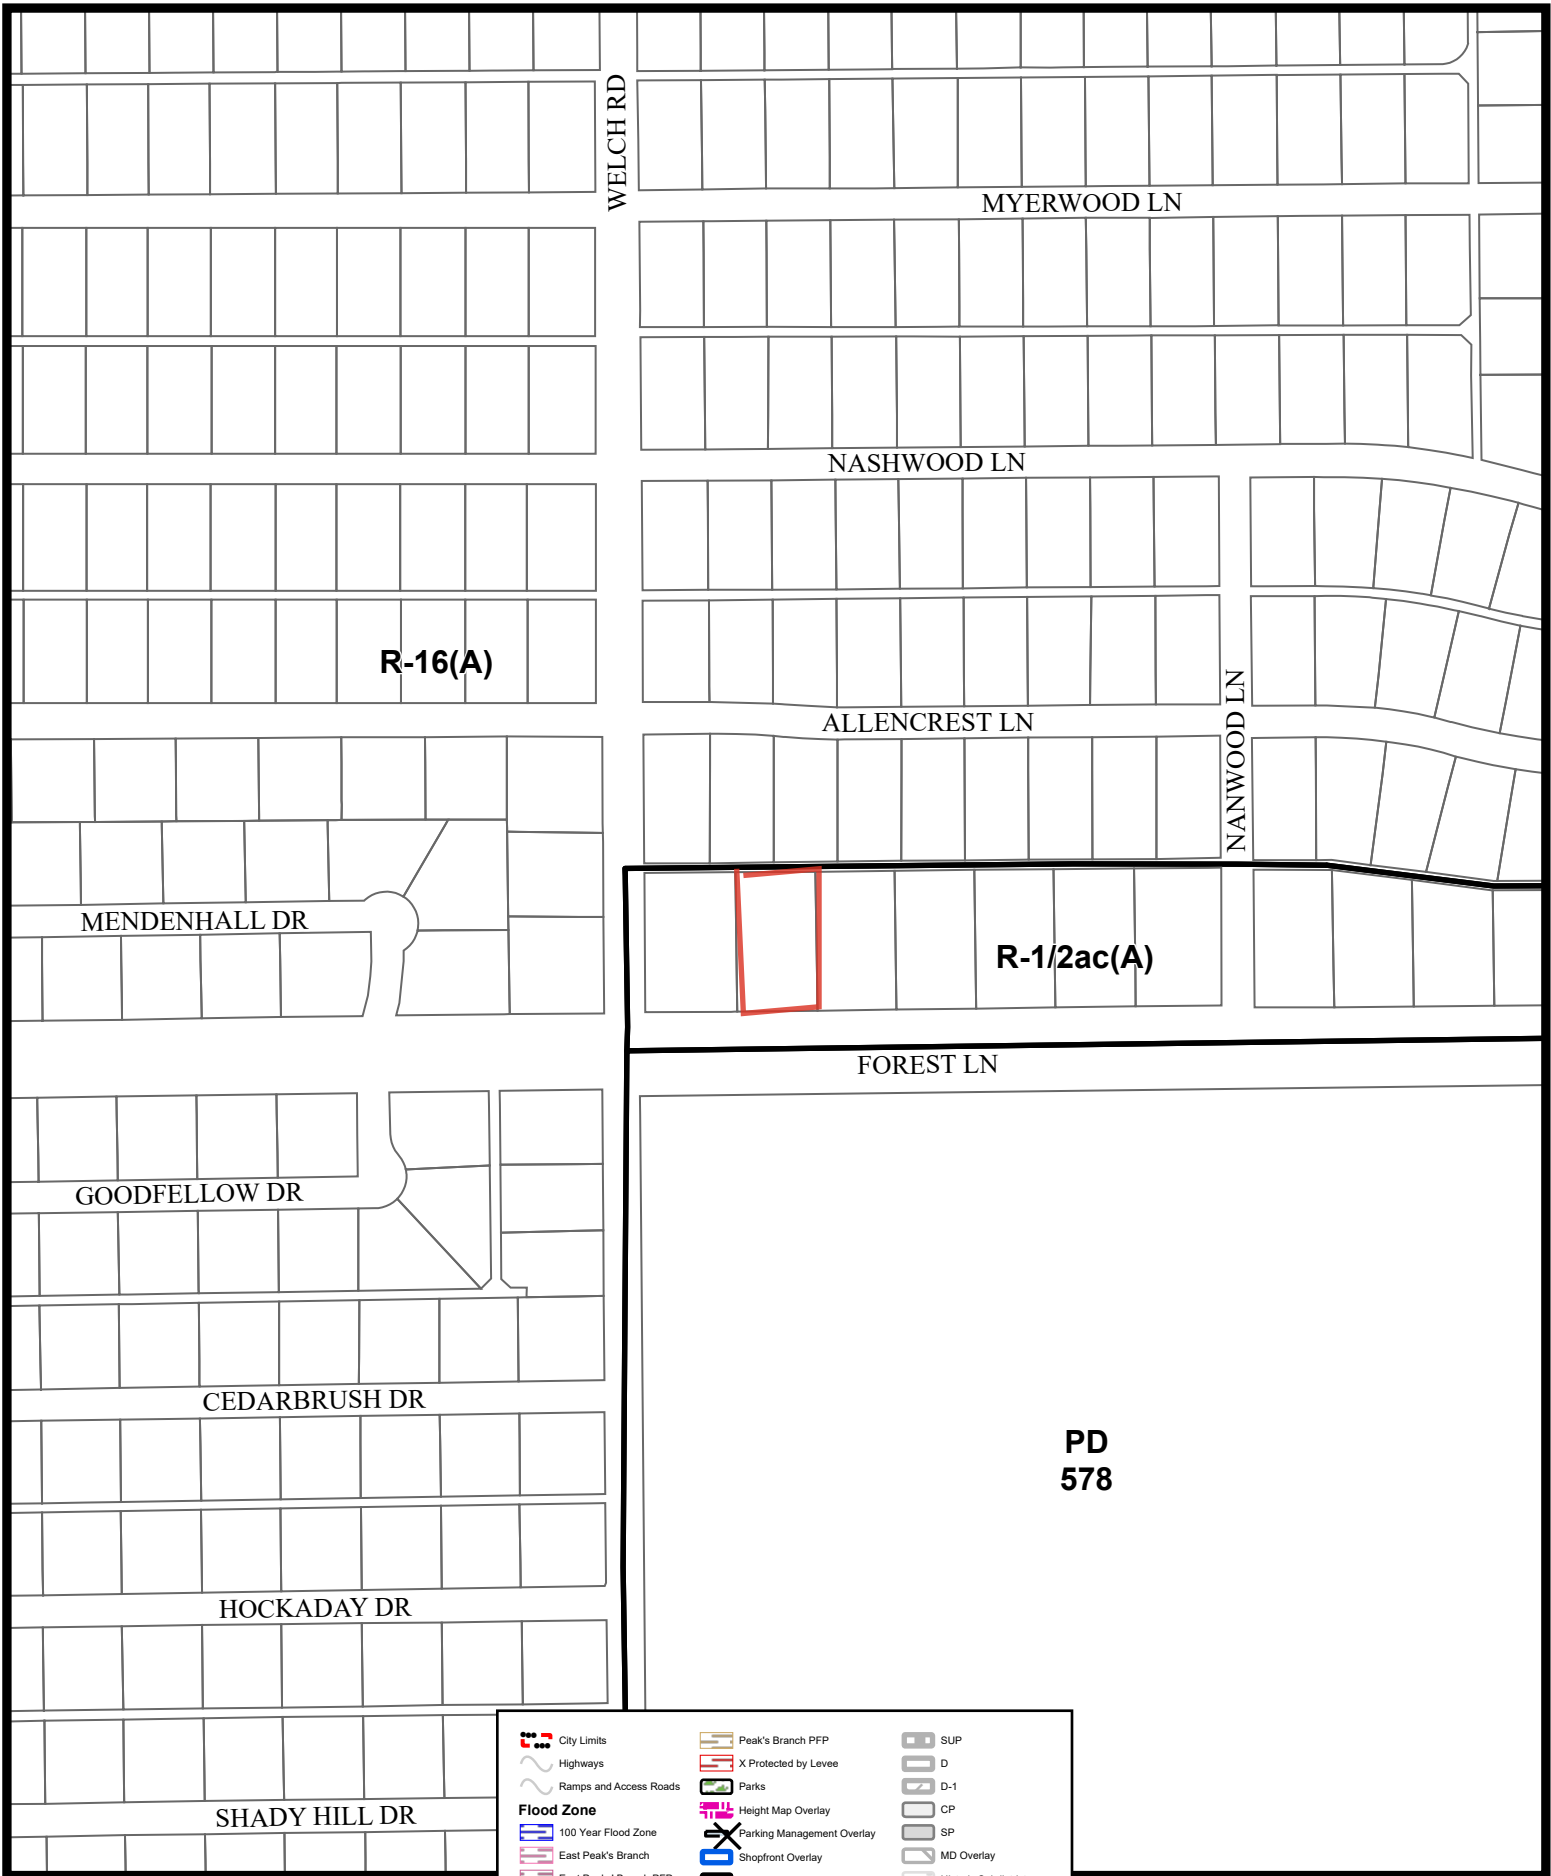 WELCH RD
MYERWOOD LN
NASHWOOD LN
R-16(A)
ALLENCREST LN
NANWOOD LN
MENDENHALL DR
R-1/2ac(A)
FOREST LN
GOODFELLOW DR
CEDARBRUSH DR
PD
578
HOCKADAY DR
SHADY HILL DR
City Limits
Highways
Ramps and Access Roads
Flood Zone
100 Year Flood Zone
East Peak's Branch
Peak's Branch PFP
X Protected by Levee
Parks
Height Map Overlay
Parking Management Overlay
Shopfront Overlay
SUP
D
D-1
CP
SP
MD Overlay